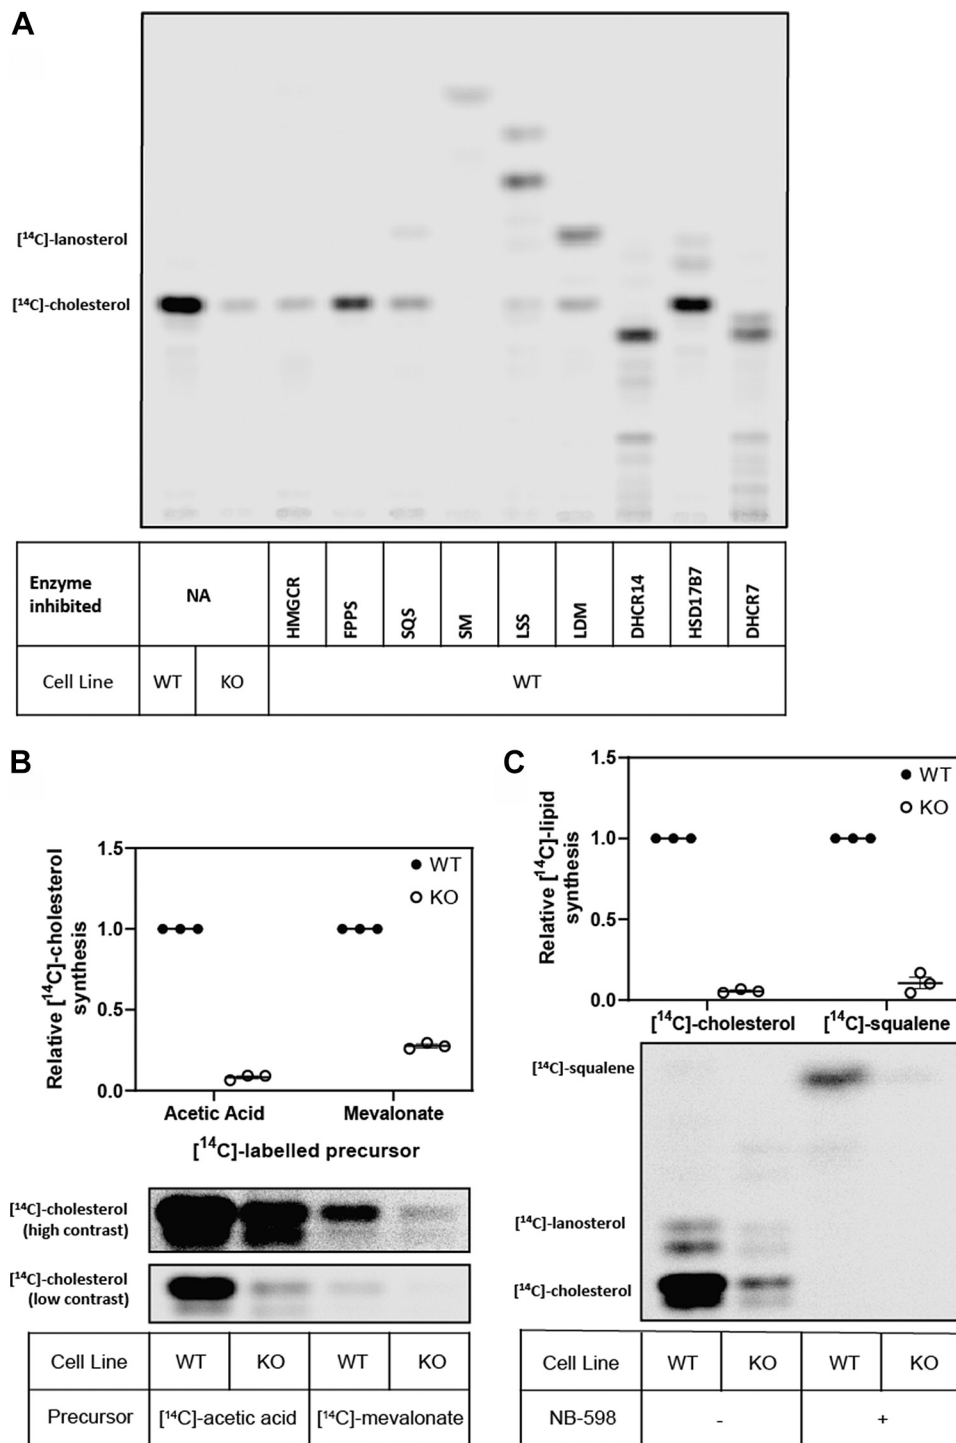 A
[¹⁴C]-lanosterol
[¹⁴C]-cholesterol
Enzyme
inhibited
NA
HMGCR
FPPS
SQS
SM
LSS
LDM
DHCR14
HSD17B7
DHCR7
Cell Line
WT
KO
WT
B
Relative [¹⁴C]-cholesterol
synthesis
1.5
1.0
0.5
0.0
WT
KO
Acetic Acid
Mevalonate
[¹⁴C]-labelled precursor
[¹⁴C]-cholesterol
(high contrast)
[¹⁴C]-cholesterol
(low contrast)
Cell Line
WT
KO
WT
KO
Precursor
[¹⁴C]-acetic acid
[¹⁴C]-mevalonate
C
Relative [¹⁴C]-lipid
synthesis
1.5
1.0
0.5
0.0
WT
KO
[¹⁴C]-cholesterol
[¹⁴C]-squalene
[¹⁴C]-squalene
[¹⁴C]-lanosterol
[¹⁴C]-cholesterol
Cell Line
WT
KO
WT
KO
NB-598
-
+